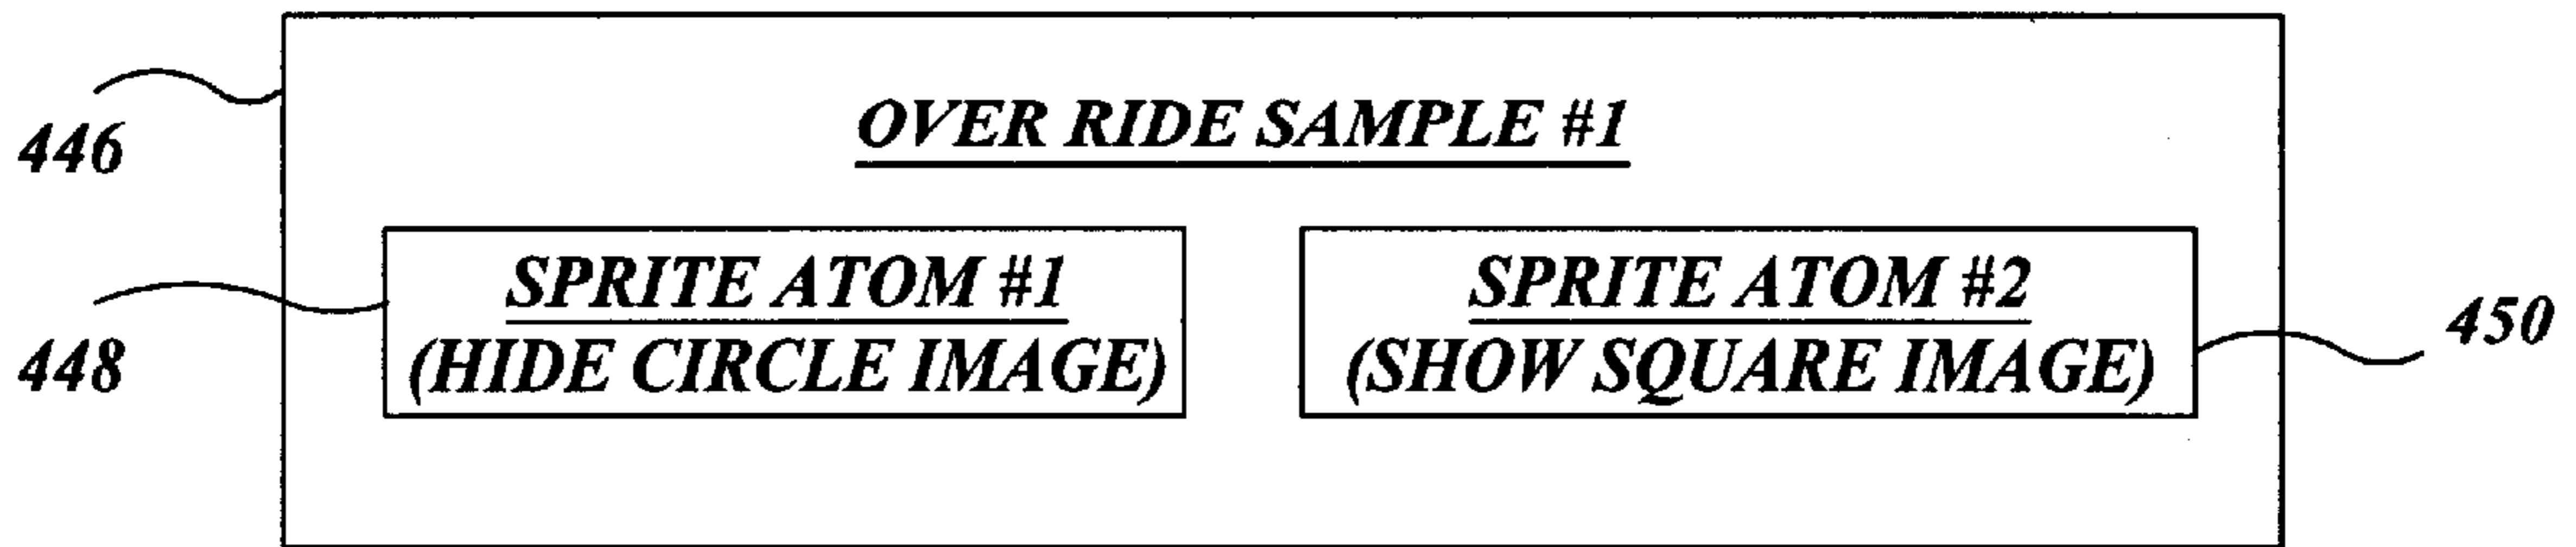 OVER RIDE SAMPLE #1
446
SPRITE ATOM #1
(HIDE CIRCLE IMAGE)
SPRITE ATOM #2
(SHOW SQUARE IMAGE)
448
450